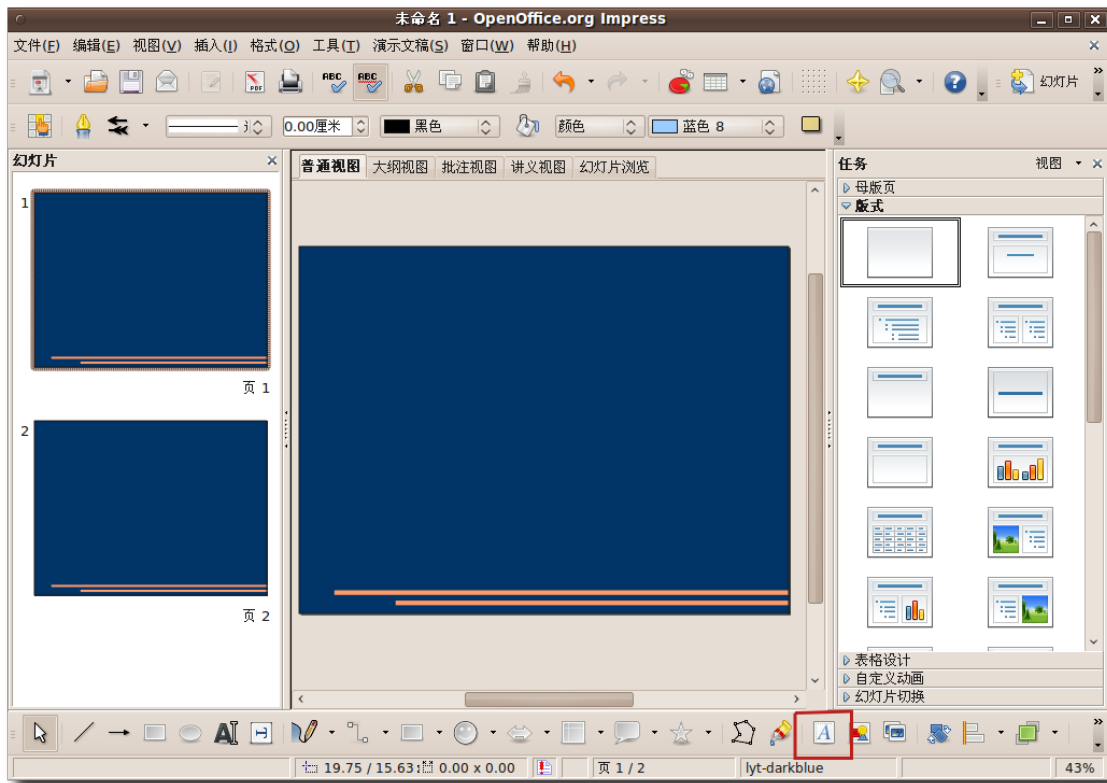 未命名 1 - OpenOffice.org Impress
文件(F) 编辑(E) 视图(V) 插入(I) 格式(O) 工具(T) 演示文稿(S) 窗口(W) 帮助(H)
PDF ABC ABC 幻灯片
0.00厘米 黑色 颜色 蓝色 8
幻灯片
普通视图 大纲视图 批注视图 讲义视图 幻灯片浏览
任务 视图
母版页
版式
1
页 1
2
页 2
表格设计
自定义动画
幻灯片切换
A
A
19.75 / 15.63 0.00 x 0.00 页 1 / 2 lyt-darkblue 43%